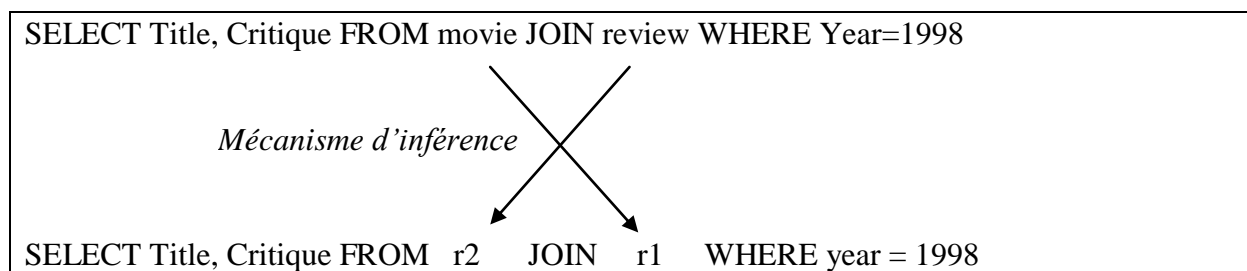 SELECT Title, Critique FROM movie JOIN review WHERE Year=1998
Mécanisme d’inférence
SELECT Title, Critique FROM r2 JOIN r1 WHERE year = 1998